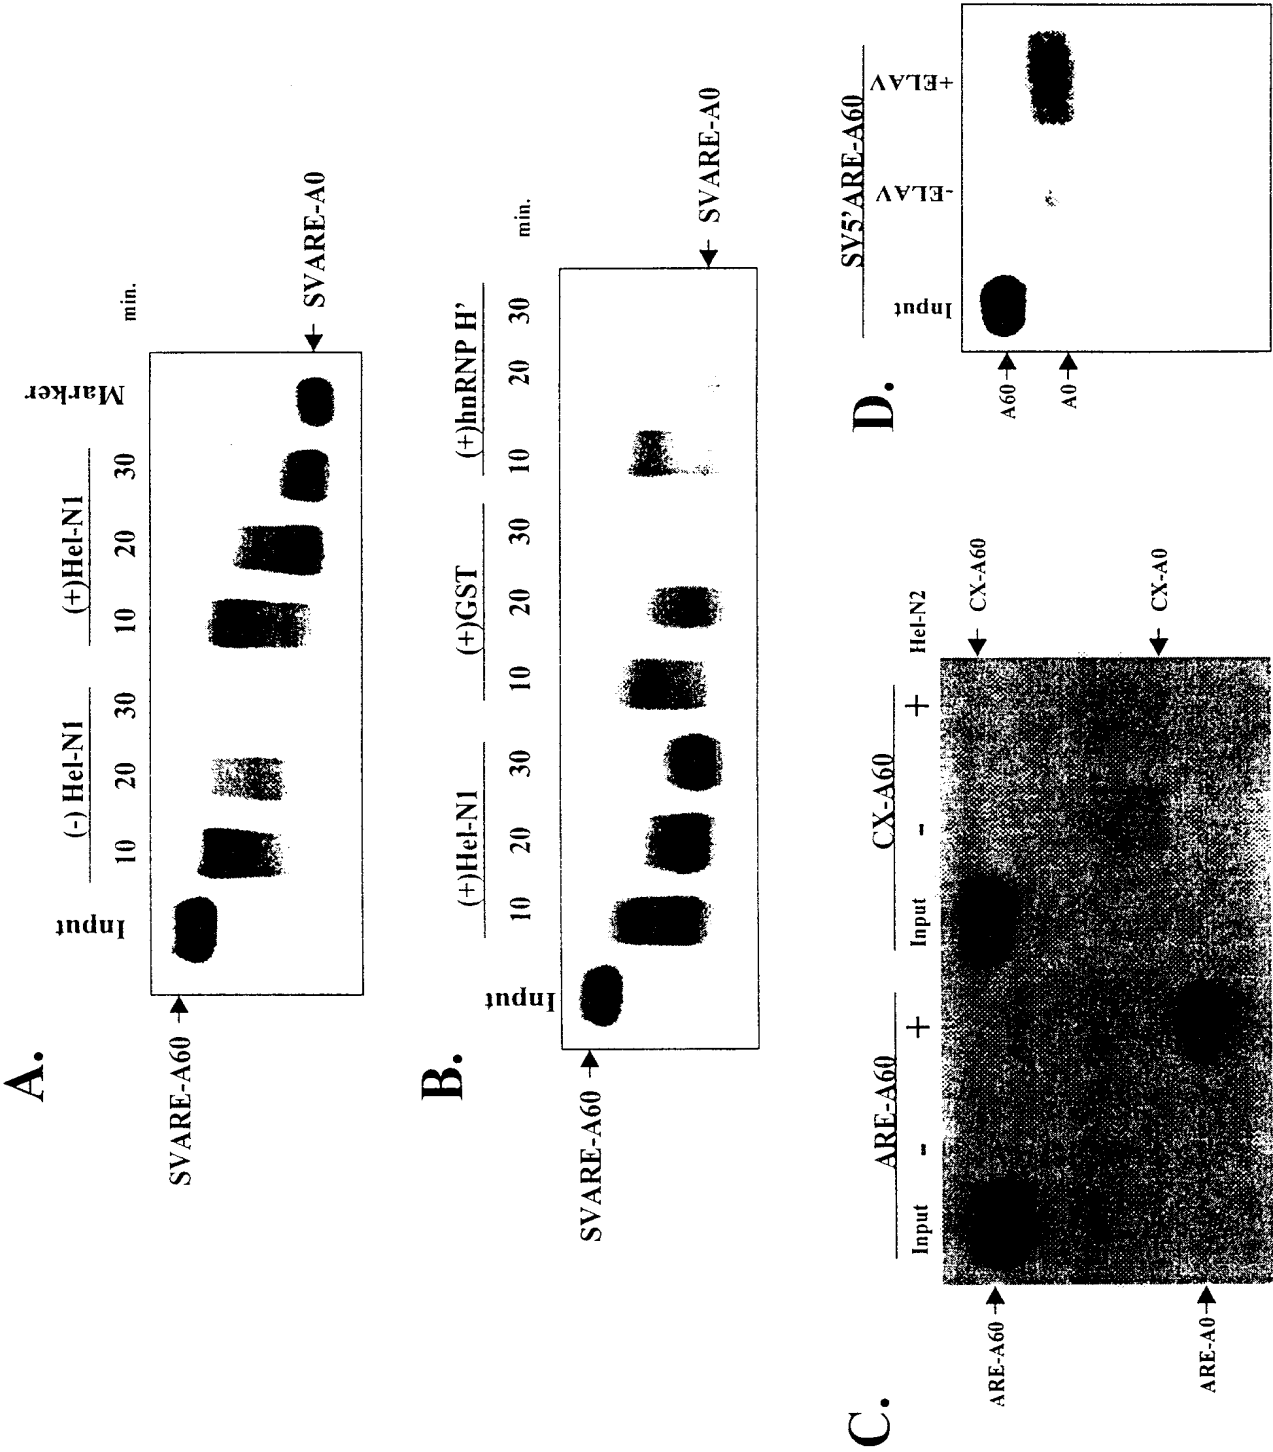 A.
(-) Hel-N1 (+)Hel-N1
Input 10 20 30 10 20 30 Marker min.
SVARE-A60
SVARE-A0
B.
(+)Hel-N1 (+)GST (+)hnRNP H'
Input 10 20 30 10 20 30 10 20 30 min.
SVARE-A60
SVARE-A0
C.
ARE-A60 CX-A60
Input - + Input - + Hel-N2
ARE-A60
ARE-A0
CX-A60
CX-A0
D.
SV5'ARE-A60
Input -ELAV +ELAV
A60
A0